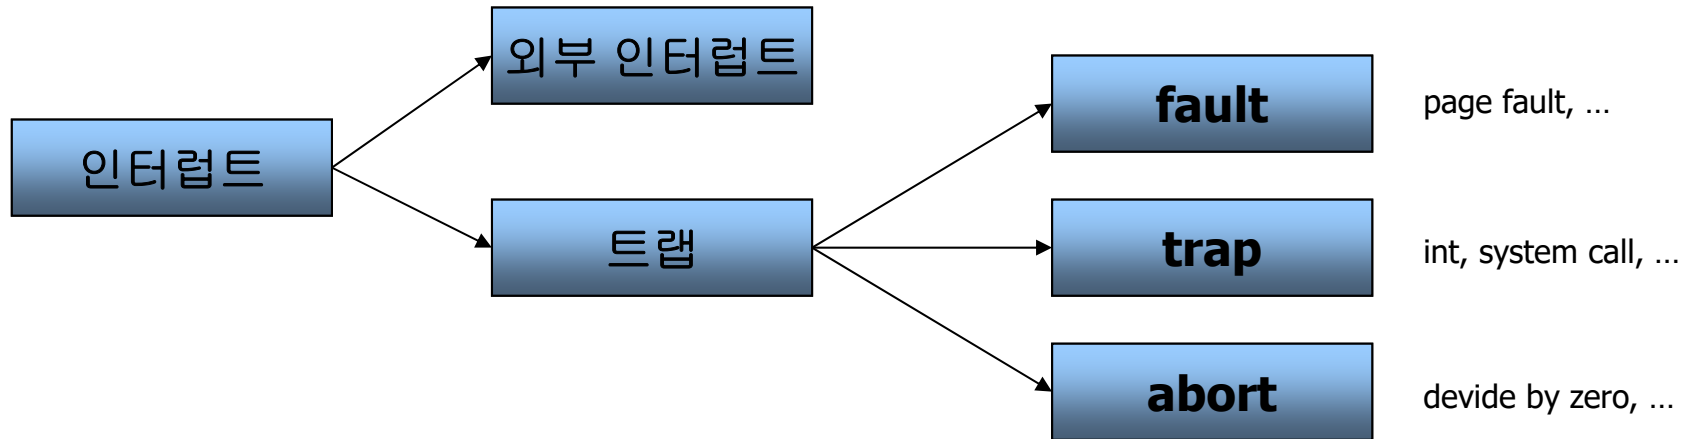 외부 인터럽트
인터럽트
트랩
fault
page fault, ...
trap
int, system call, ...
abort
devide by zero, ...